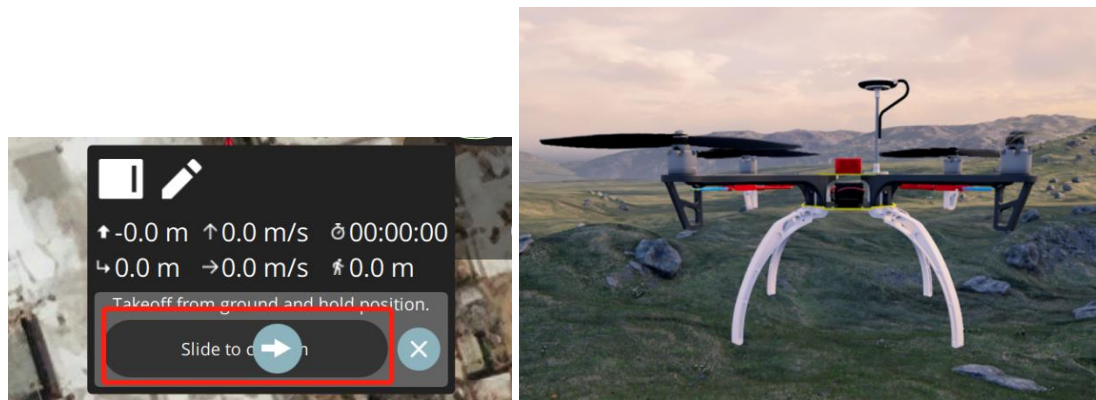 -0.0 m 0.0 m/s 00:00:00
0.0 m 0.0 m/s 0.0 m
Takeoff from ground and hold position.
Slide to